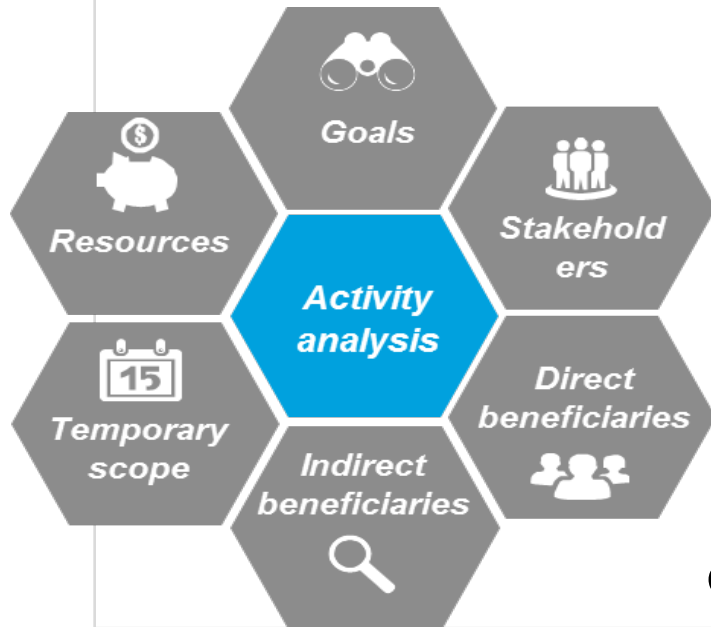 Goals
$
Resources
Stakehold
ers
Activity
analysis
15
Temporary
scope
Direct
beneficiaries
Indirect
beneficiaries